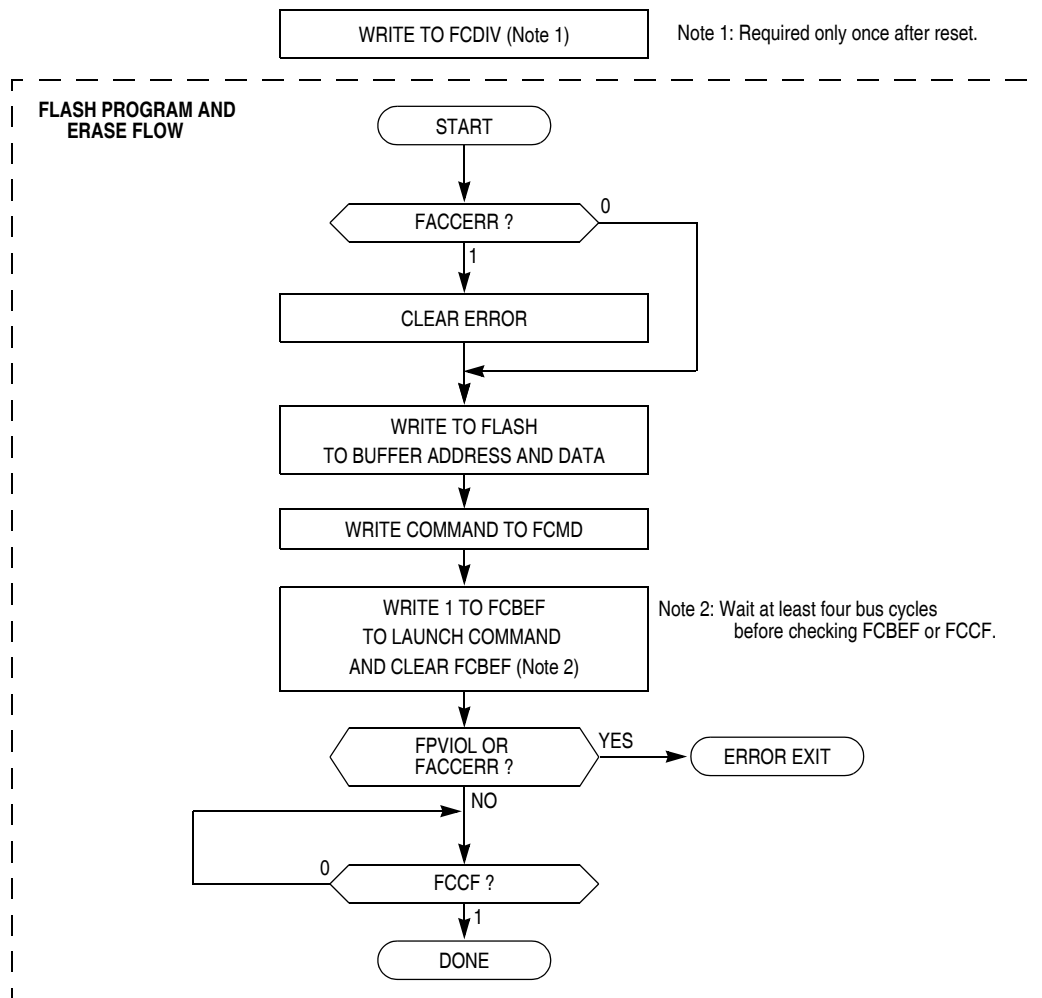 WRITE TO FCDIV (Note 1)
Note 1: Required only once after reset.
FLASH PROGRAM AND
ERASE FLOW
START
FACCERR ?
0
1
CLEAR ERROR
WRITE TO FLASH
TO BUFFER ADDRESS AND DATA
WRITE COMMAND TO FCMD
WRITE 1 TO FCBEF
TO LAUNCH COMMAND
AND CLEAR FCBEF (Note 2)
Note 2: Wait at least four bus cycles
before checking FCBEF or FCCF.
FPVIOL OR
FACCERR ?
YES
ERROR EXIT
NO
0
FCCF ?
1
DONE